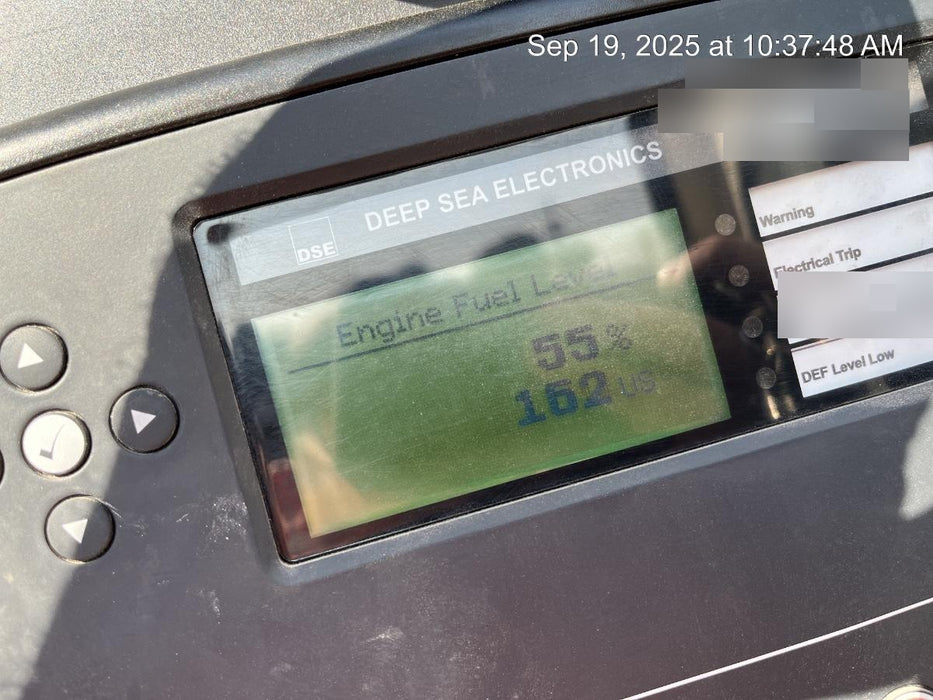 Sep 19, 2025 at 10:37:48 AM
DSE
DEEP SEA ELECTRONICS
Engine Fuel Level
55 %
162 US
Warning
Electrical Trip
DEF Level Low